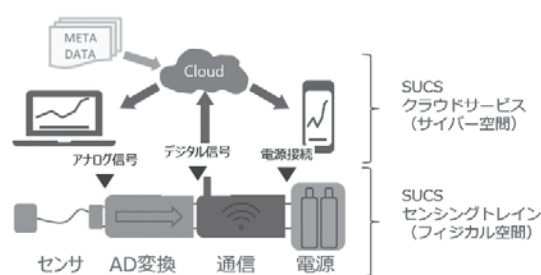 META
DATA
Cloud
SUCS
クラウドサービス
（サイバー空間）
アナログ信号
デジタル信号
電源接続
SUCS
センシングトレイン
（フィジカル空間）
センサ
AD変換
通信
電源